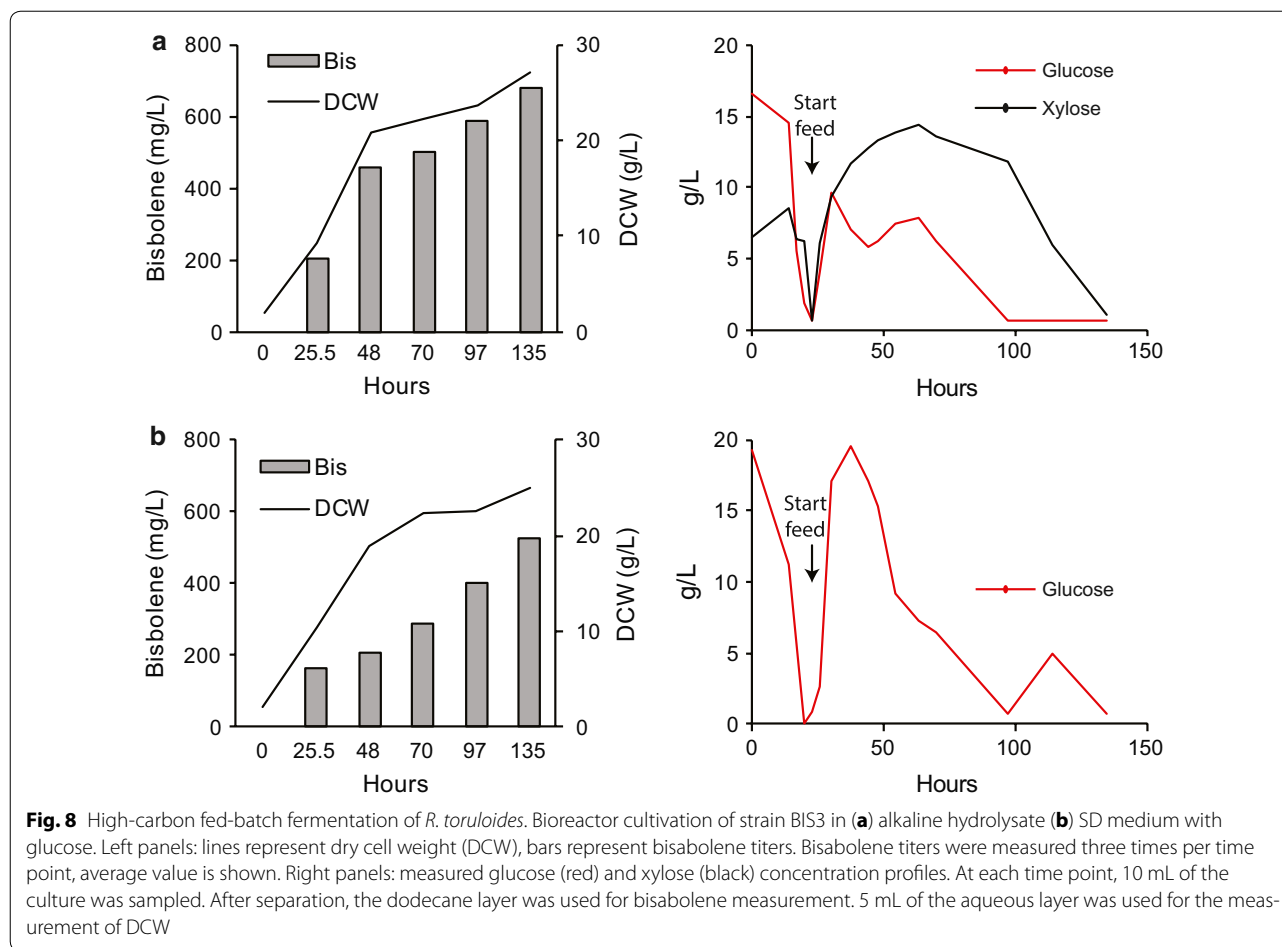 a
800
600
400
200
0
Bisbolene (mg/L)
Bis
DCW
30
20
10
0
DCW (g/L)
0 25.5 48 70 97 135
Hours
20
15
10
5
0
g/L
Start
feed
Glucose
Xylose
0 50 100 150
Hours
b
800
600
400
200
0
Bisbolene (mg/L)
Bis
DCW
30
20
10
0
DCW (g/L)
0 25.5 48 70 97 135
Hours
20
15
10
5
0
g/L
Start
feed
Glucose
0 50 100 150
Hours
Fig. 8 High-carbon fed-batch fermentation of R. toruloides. Bioreactor cultivation of strain BIS3 in (a) alkaline hydrolysate (b) SD medium with
glucose. Left panels: lines represent dry cell weight (DCW), bars represent bisabolene titers. Bisabolene titers were measured three times per time
point, average value is shown. Right panels: measured glucose (red) and xylose (black) concentration profiles. At each time point, 10 mL of the
culture was sampled. After separation, the dodecane layer was used for bisabolene measurement. 5 mL of the aqueous layer was used for the meas-
urement of DCW